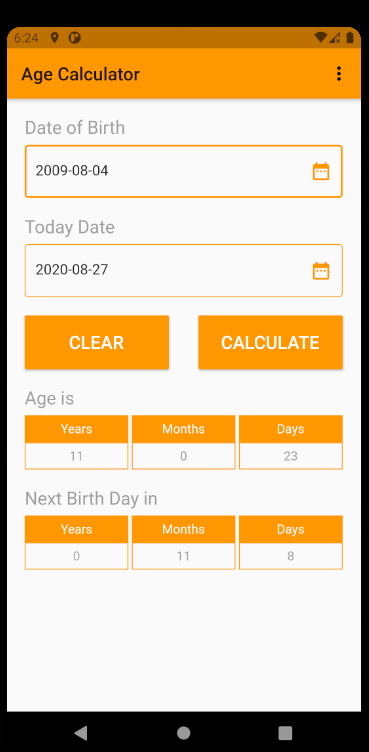 6:24
Age Calculator
Date of Birth
2009-08-04
Today Date
2020-08-27
CLEAR CALCULATE
Age is
Years Months Days
11 0 23
Next Birth Day in
Years Months Days
0 11 8